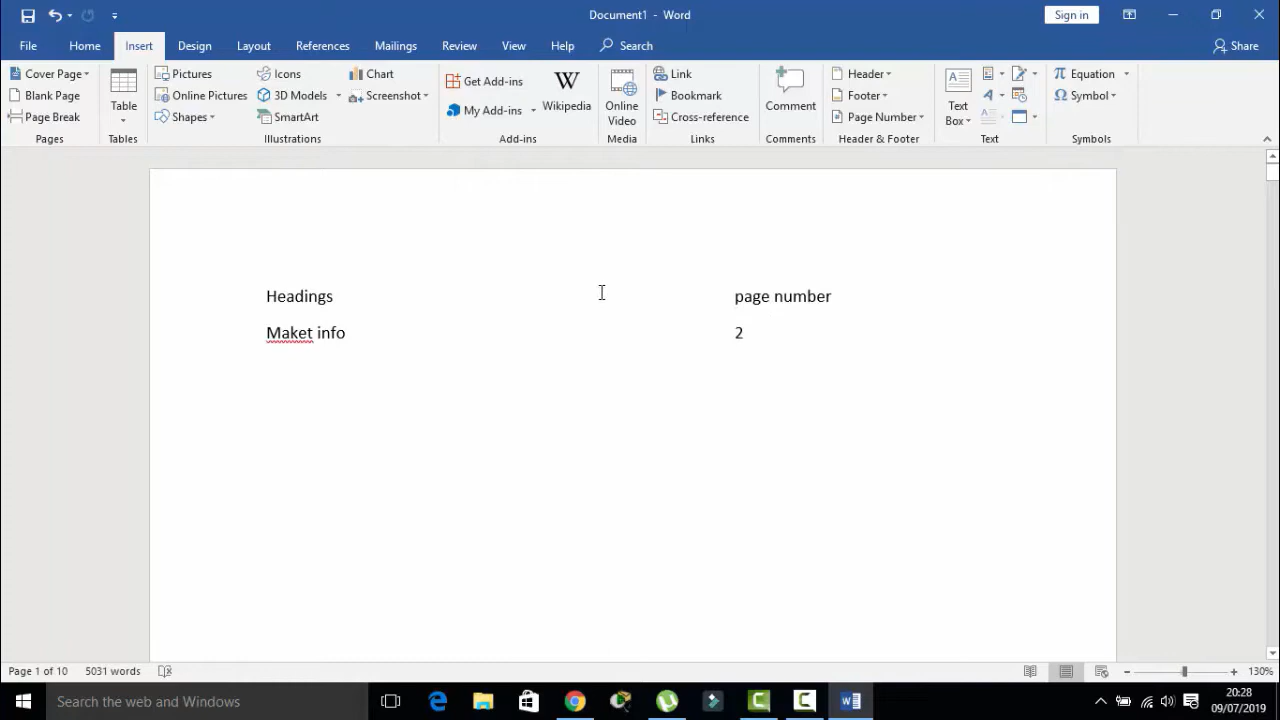 Document1 - Word
Sign in
File Home Insert Design Layout References Mailings Review View Help Search Share
Cover Page
Blank Page
Page Break
Pages
Table
Tables
Pictures
Online Pictures
Shapes
Icons
3D Models
SmartArt
Chart
Screenshot
Illustrations
Get Add-ins
My Add-ins
W
Wikipedia
Add-ins
Online
Video
Media
Link
Bookmark
Cross-reference
Links
Comment
Comments
Header
Footer
Page Number
Header & Footer
Text
Box
Text
Equation
Symbol
Symbols
Headings page number
Maket info 2
Page 1 of 10 5031 words 130%
Search the web and Windows
20:28
09/07/2019